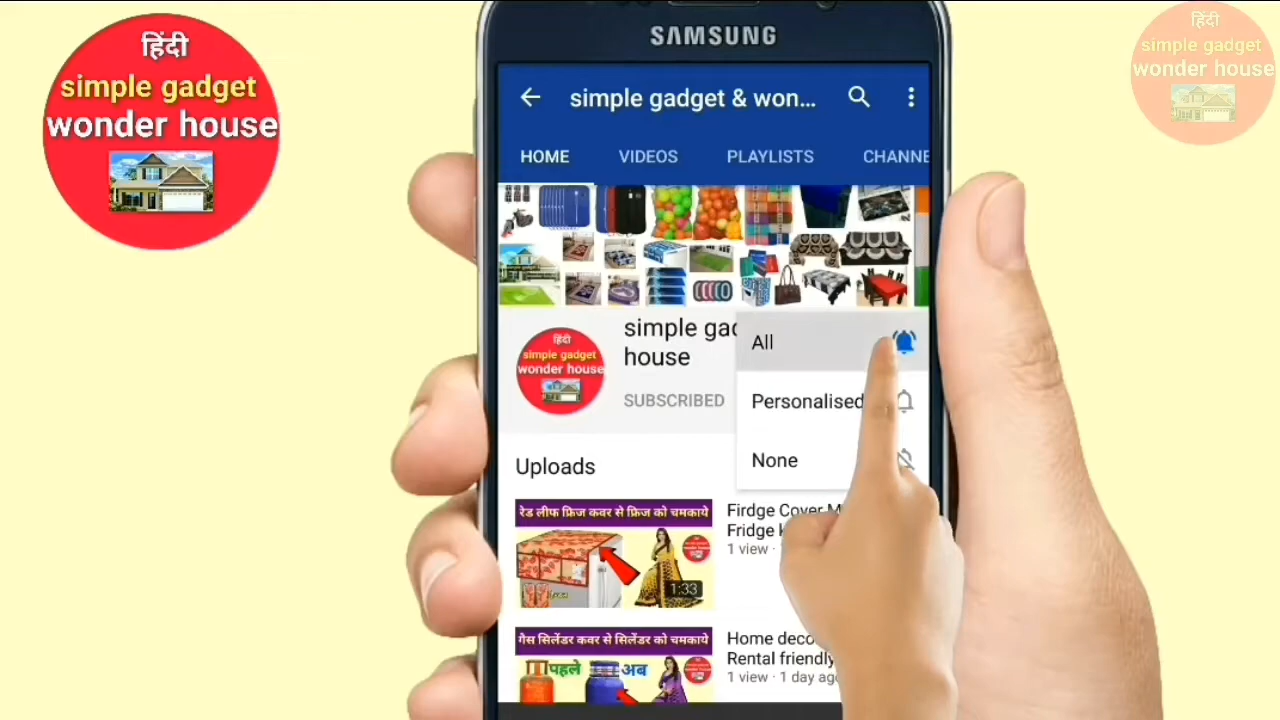 हिंदी
simple gadget
wonder house
हिंदी
simple gadget
wonder house
SAMSUNG
simple gadget & won...
HOME VIDEOS PLAYLISTS CHANNE
simple gad
house
SUBSCRIBED
All
Personalised
None
हिंदी
simple gadget
wonder house
Uploads
रेड लीफ फ्रिज कवर से फ्रिज को चमकाये
1:33
Firdge Cover M
Fridge
1 view ·
गैस सिलेंडर कवर से सिलेंडर को चमकाये
पहले अब
Home deco
Rental friendly
1 view · 1 day ago